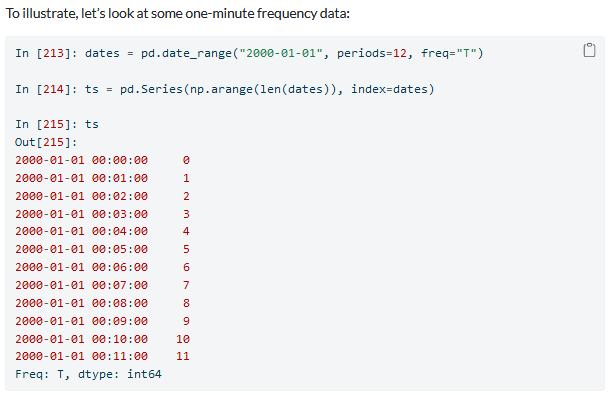 To illustrate, let's look at some one-minute frequency data:
In [213]: dates = pd.date_range("2000-01-01", periods=12, freq="T")
In [214]: ts = pd.Series(np.arange(len(dates)), index=dates)
In [215]: ts
Out[215]:
2000-01-01 00:00:00     0
2000-01-01 00:01:00     1
2000-01-01 00:02:00     2
2000-01-01 00:03:00     3
2000-01-01 00:04:00     4
2000-01-01 00:05:00     5
2000-01-01 00:06:00     6
2000-01-01 00:07:00     7
2000-01-01 00:08:00     8
2000-01-01 00:09:00     9
2000-01-01 00:10:00    10
2000-01-01 00:11:00    11
Freq: T, dtype: int64